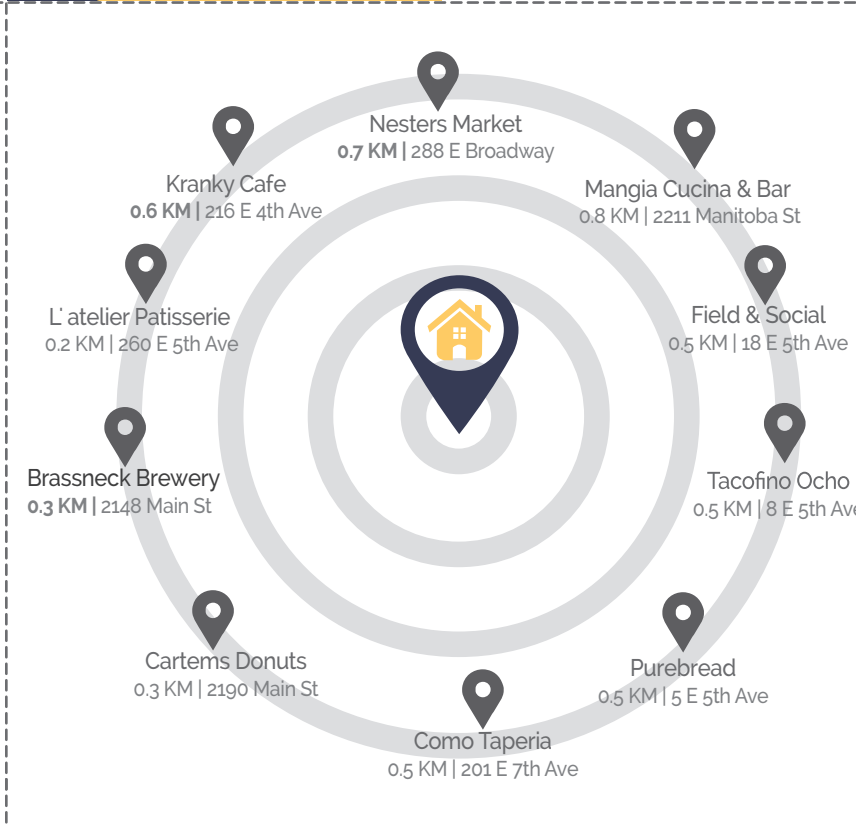 Nesters Market
0.7 KM | 288 E Broadway
Kranky Cafe
0.6 KM | 216 E 4th Ave
Mangia Cucina & Bar
0.8 KM | 2211 Manitoba St
L' atelier Patisserie
0.2 KM | 260 E 5th Ave
Field & Social
0.5 KM | 18 E 5th Ave
Brassneck Brewery
0.3 KM | 2148 Main St
Tacofino Ocho
0.5 KM | 8 E 5th Ave
Cartems Donuts
0.3 KM | 2190 Main St
Purebread
0.5 KM | 5 E 5th Ave
Como Taperia
0.5 KM | 201 E 7th Ave